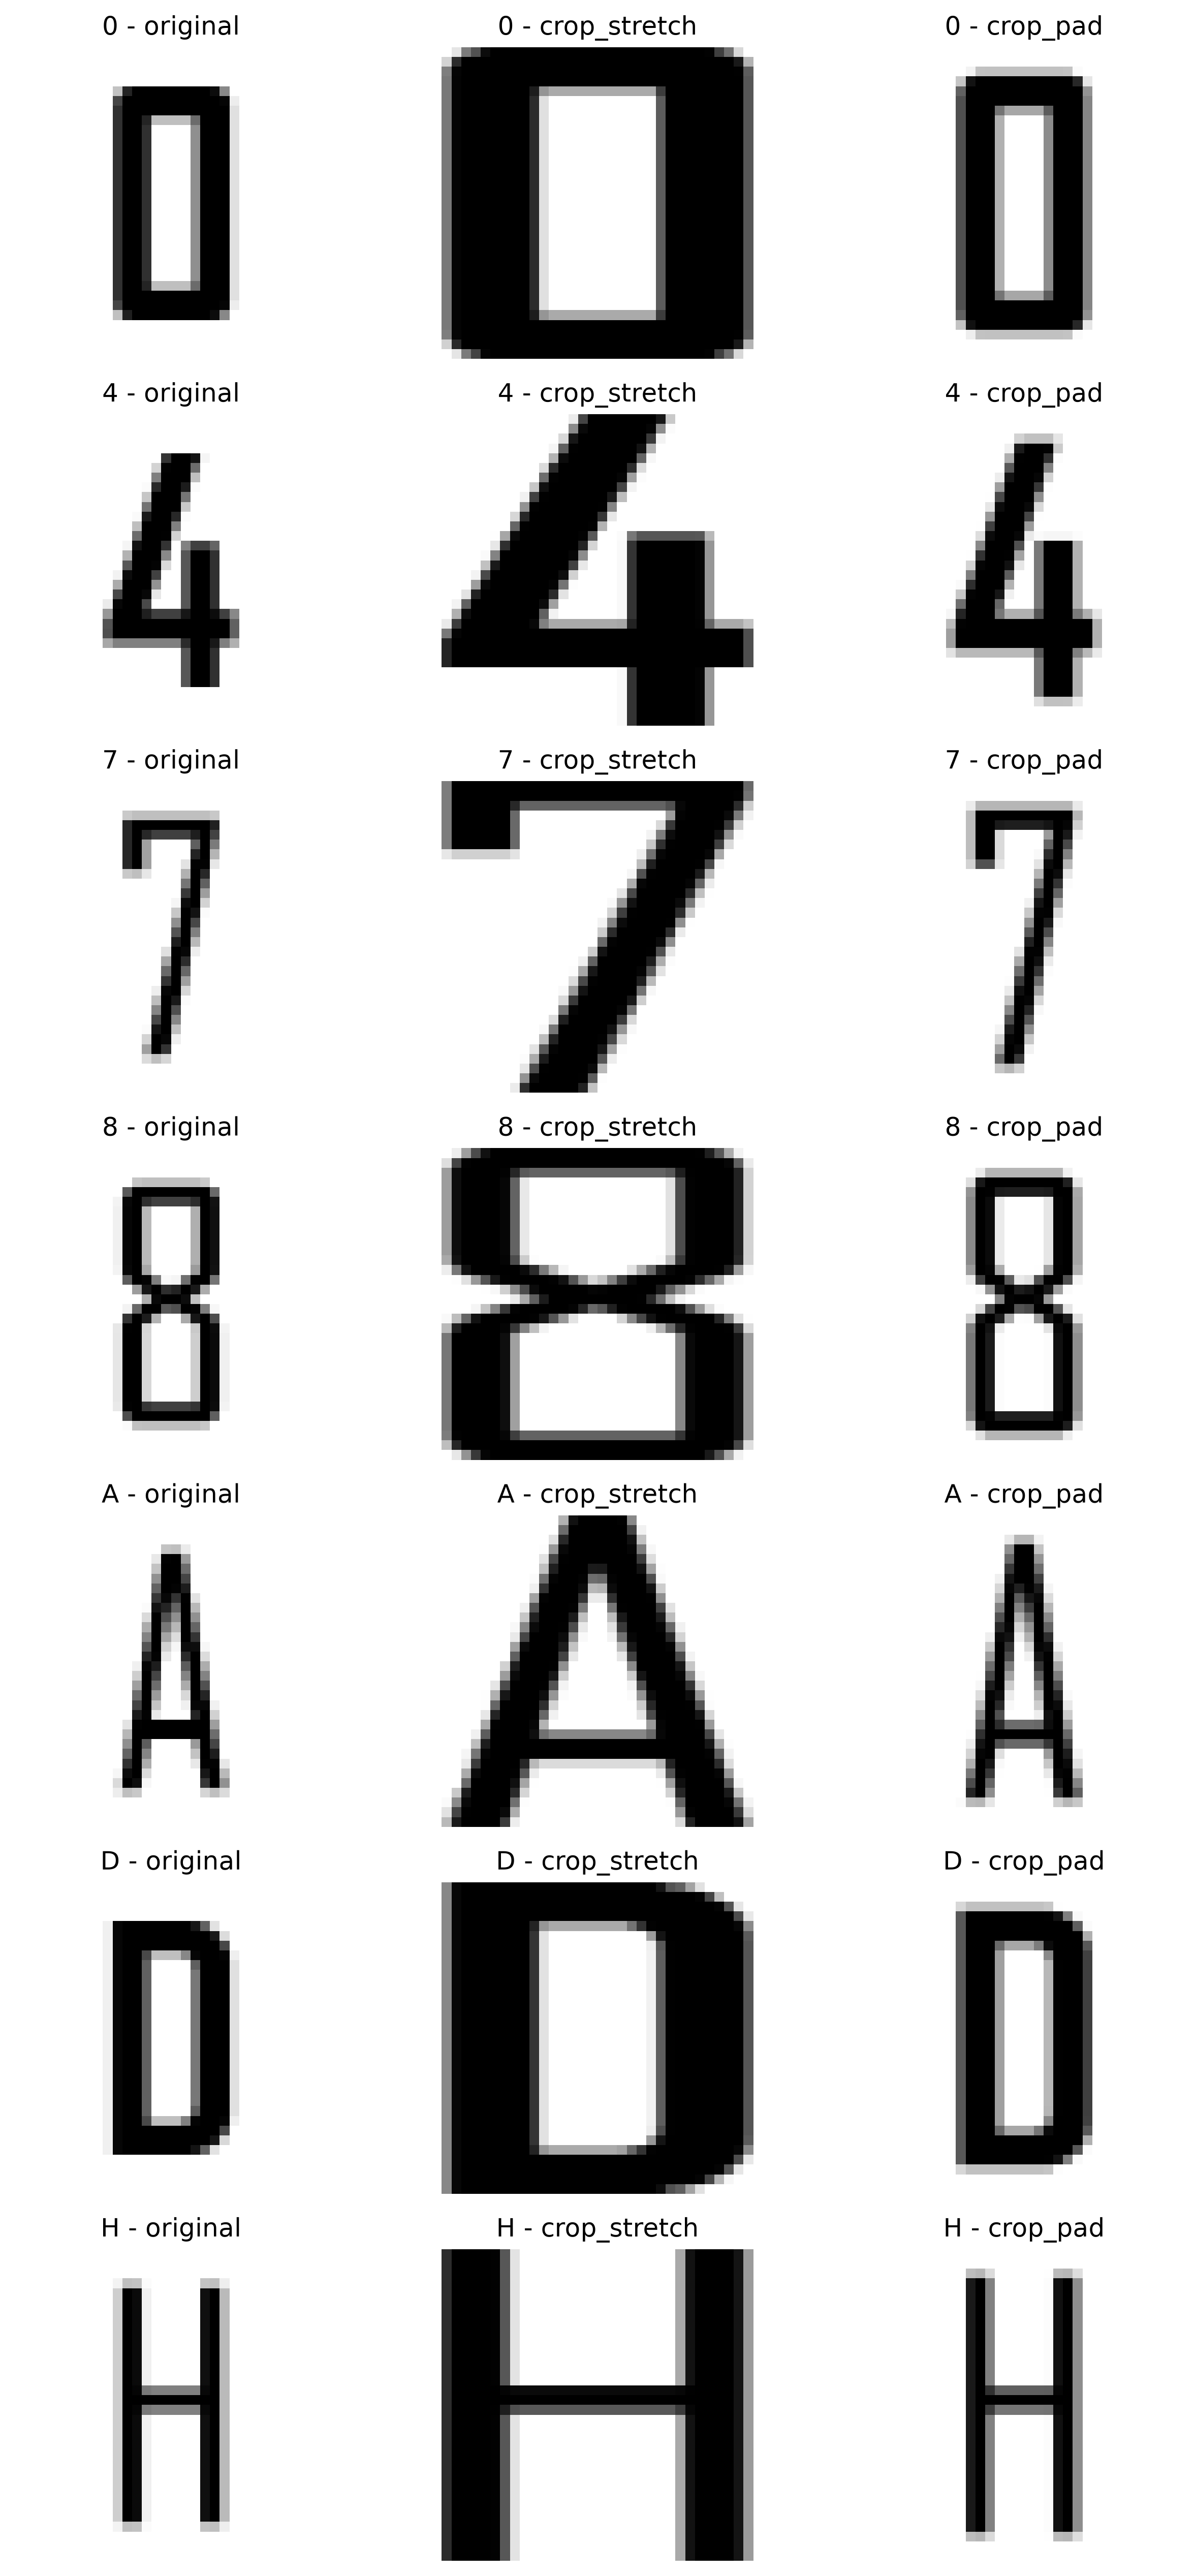 0 - original 0 - crop_stretch 0 - crop_pad
0 0 0
4 - original 4 - crop_stretch 4 - crop_pad
4 4 4
7 - original 7 - crop_stretch 7 - crop_pad
7 7 7
8 - original 8 - crop_stretch 8 - crop_pad
8 8 8
A - original A - crop_stretch A - crop_pad
A A A
D - original D - crop_stretch D - crop_pad
D D D
H - original H - crop_stretch H - crop_pad
H H H